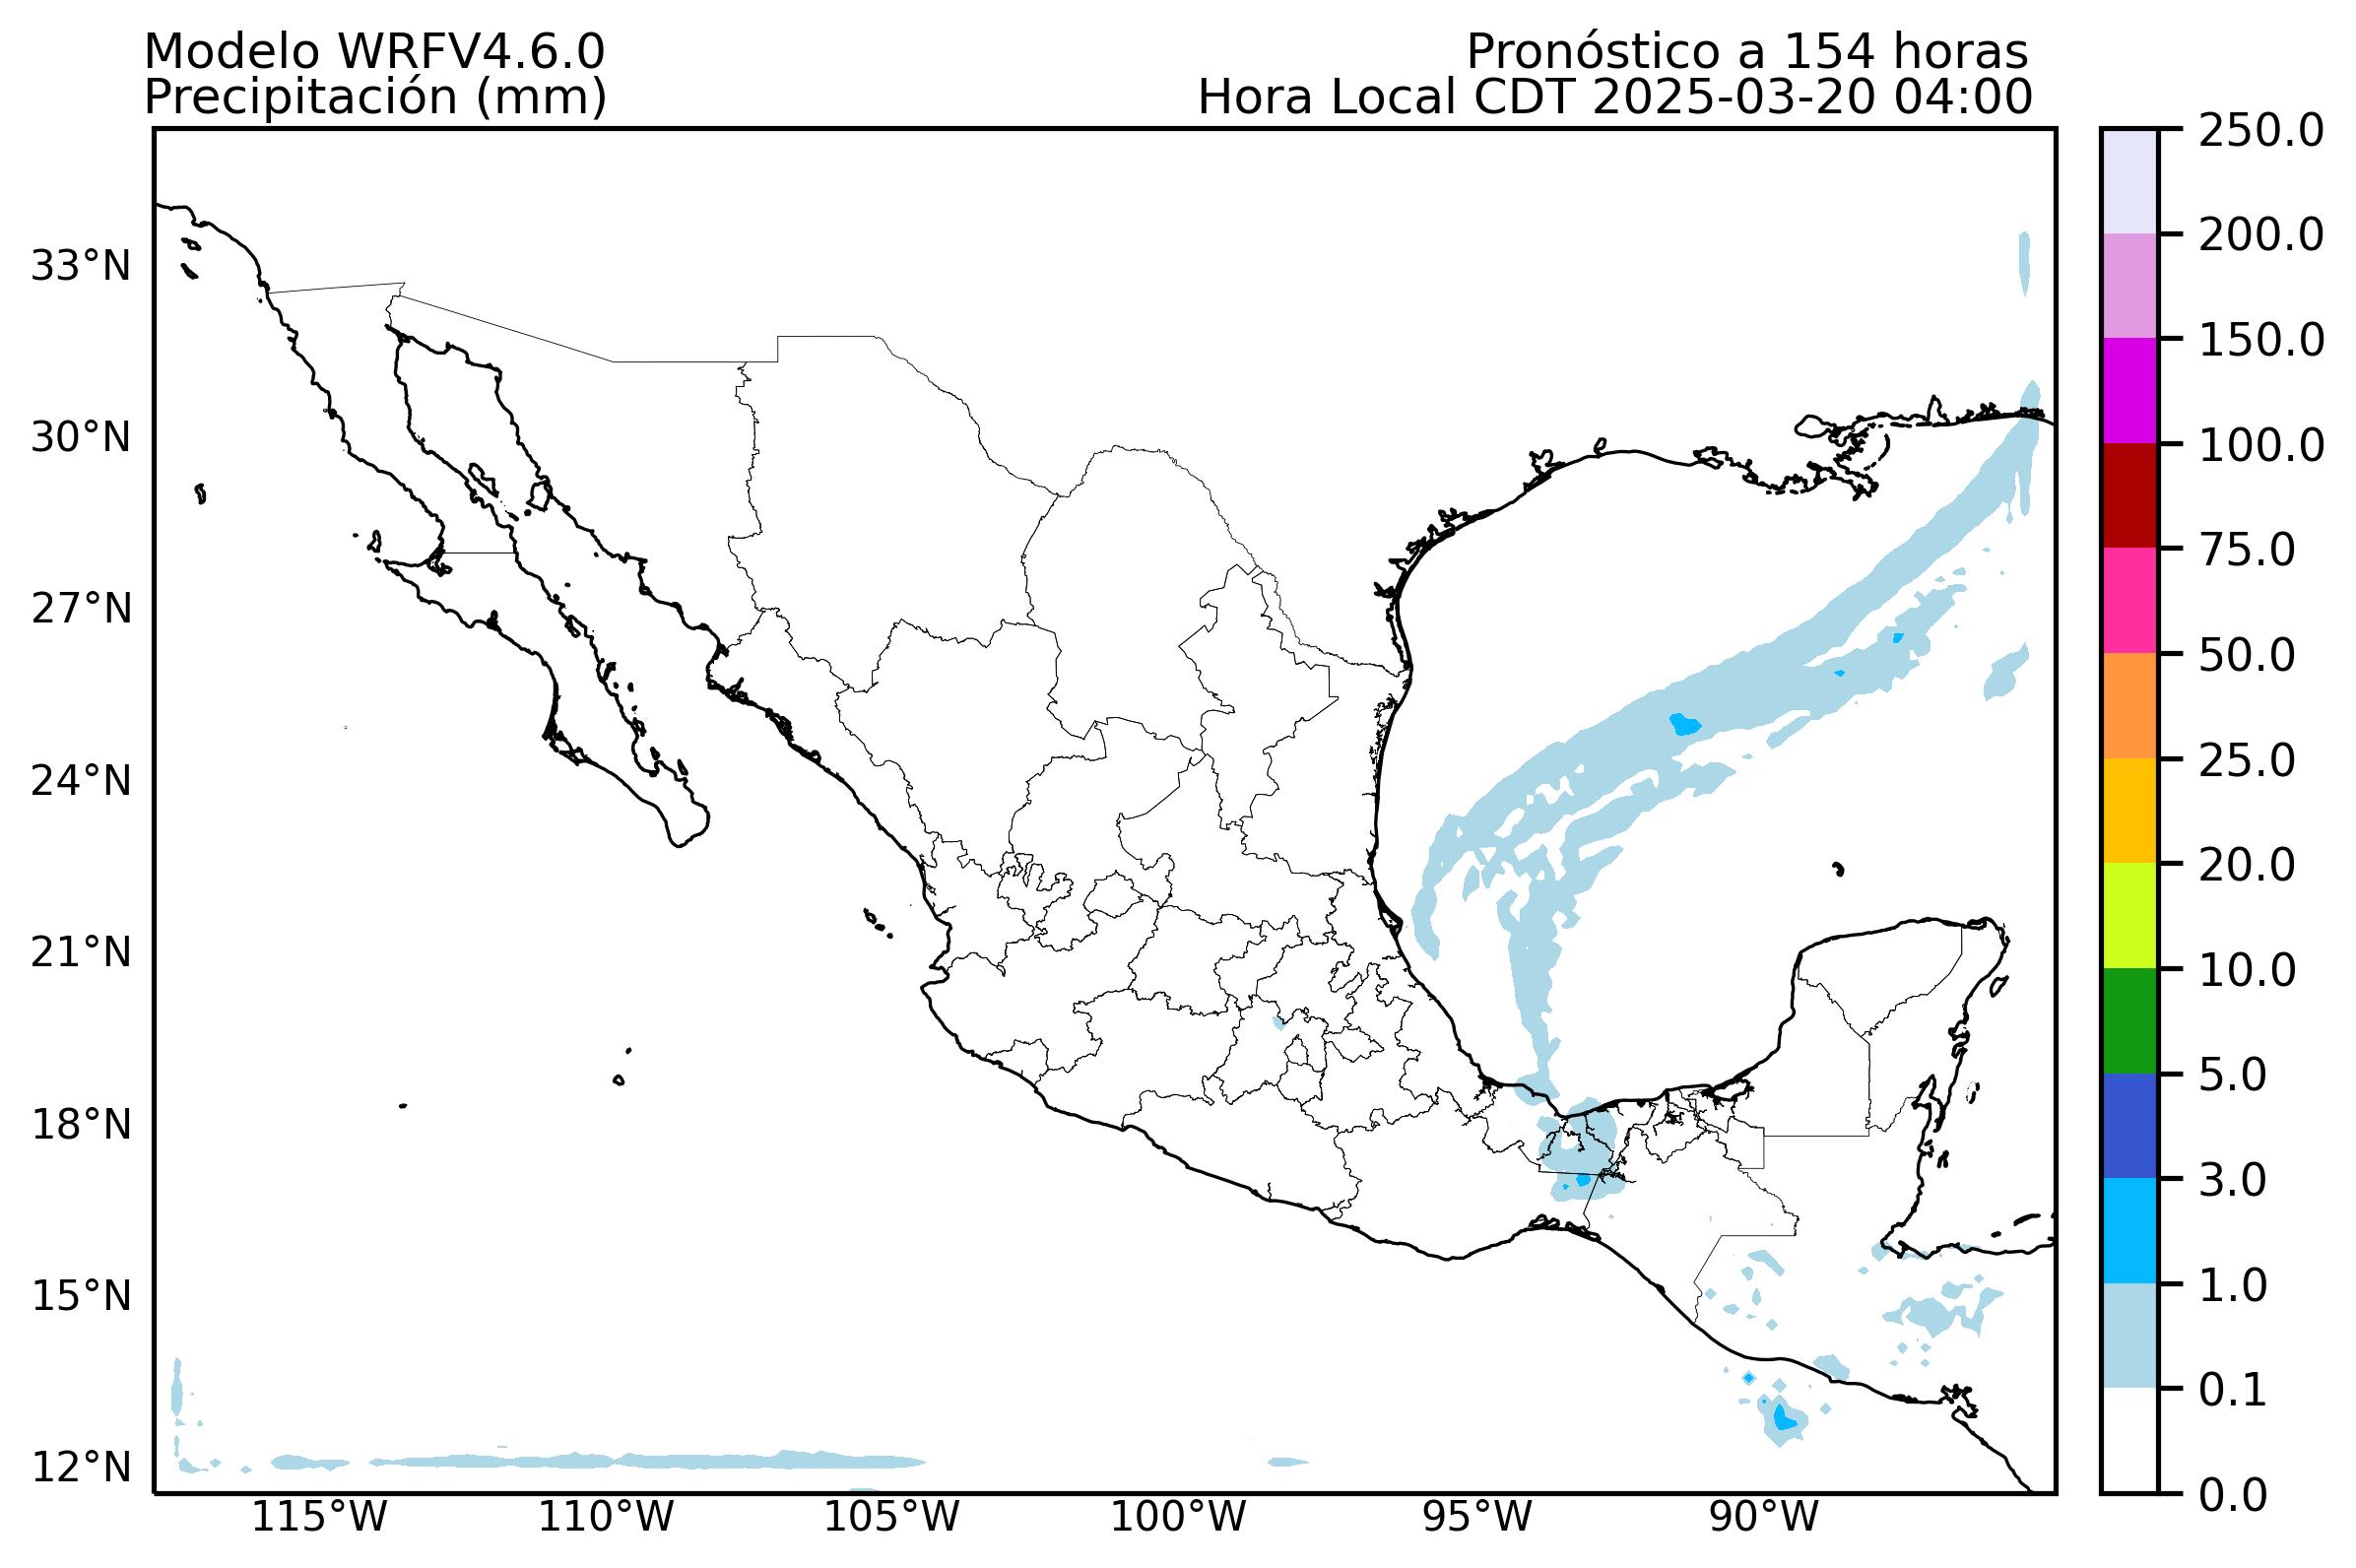 Modelo WRFV4.6.0
Precipitación (mm)
Pronóstico a 154 horas
Hora Local CDT 2025-03-20 04:00
33°N
30°N
27°N
24°N
21°N
18°N
15°N
12°N
115°W
110°W
105°W
100°W
95°W
90°W
250.0
200.0
150.0
100.0
75.0
50.0
25.0
20.0
10.0
5.0
3.0
1.0
0.1
0.0